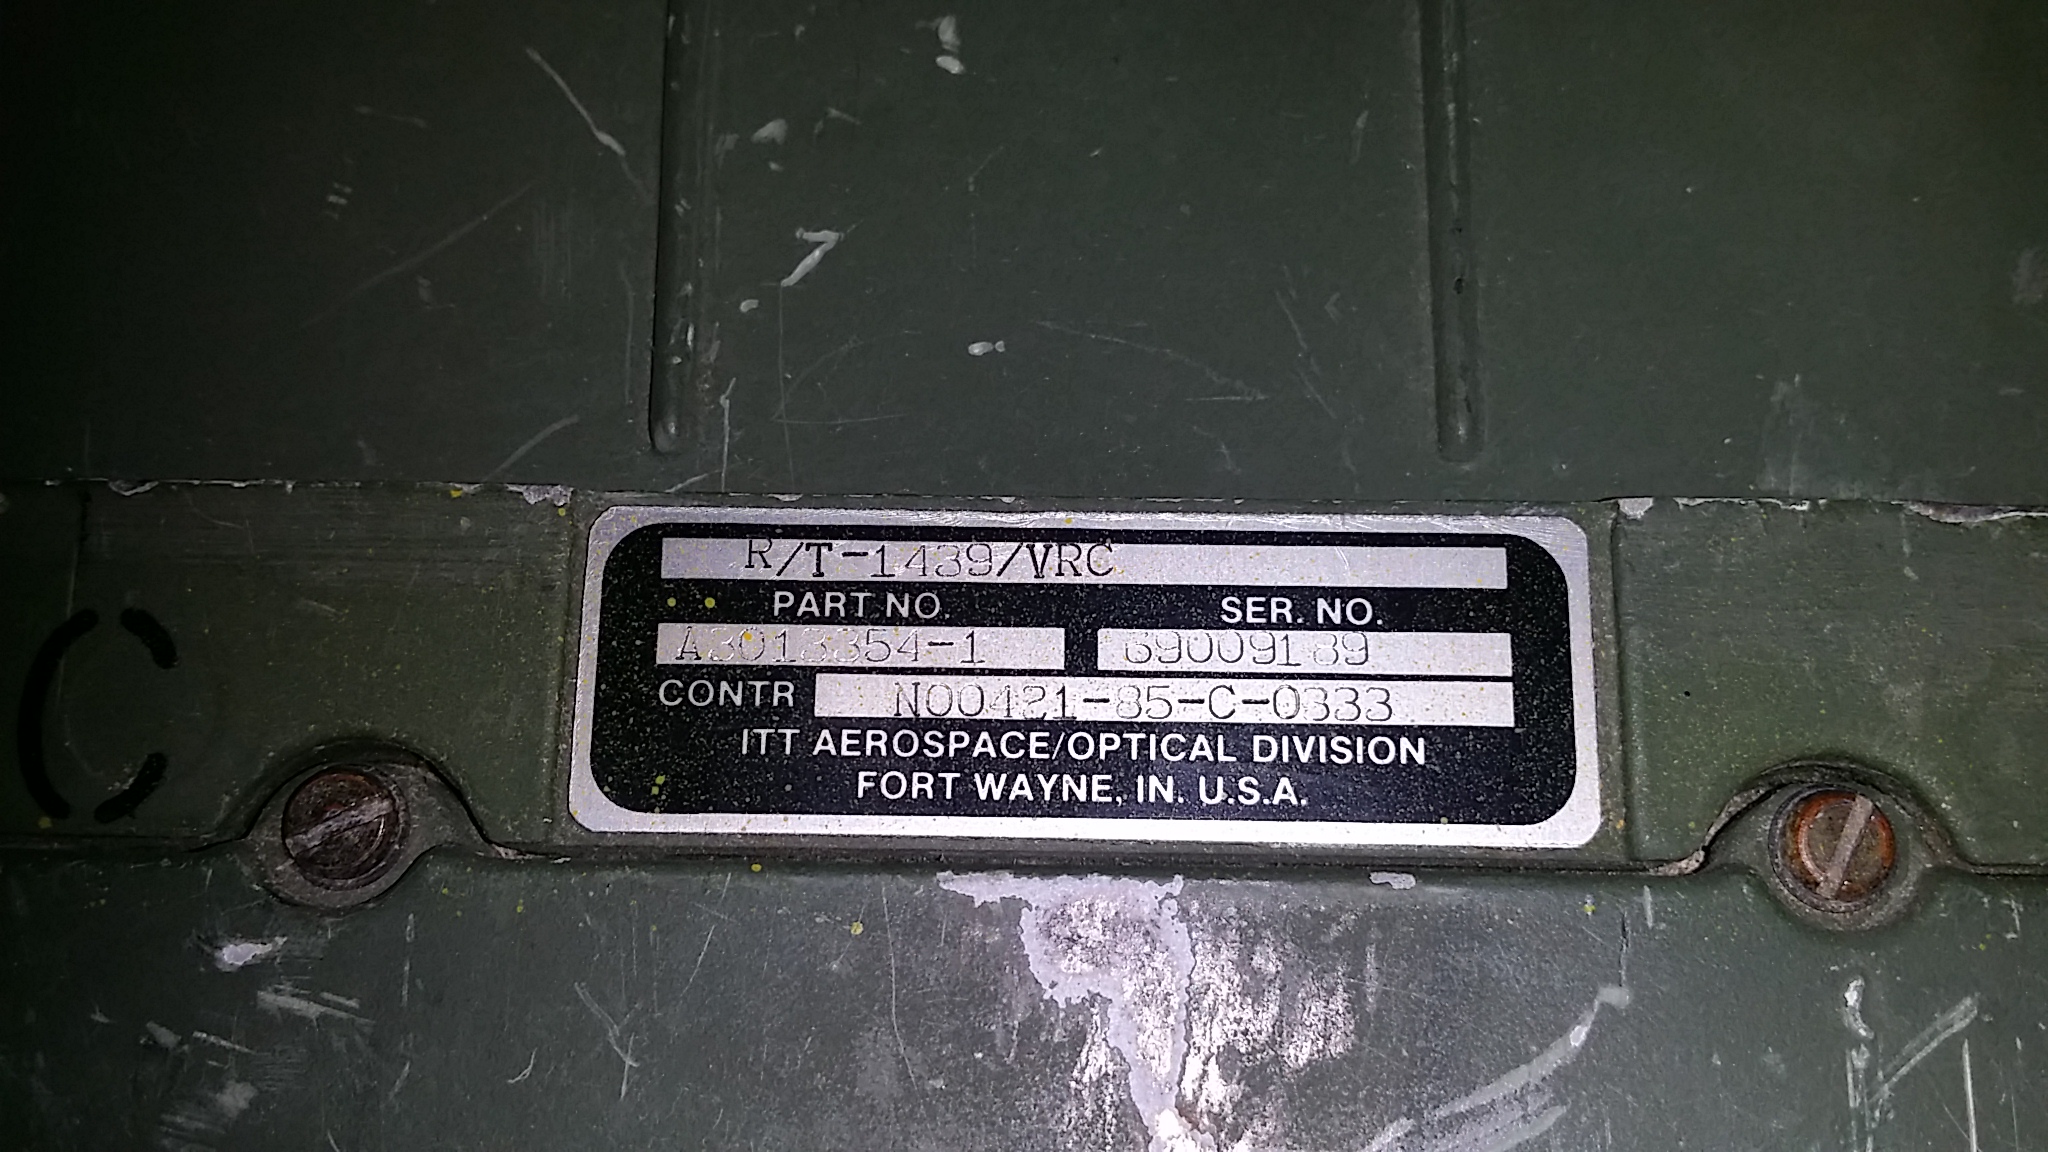 R/T-1439/VRC
PART NO. SER. NO.
A3013354-1
CONTR N00421-85-C-0333
ITT AEROSPACE/OPTICAL DIVISION
FORT WAYNE, IN. U.S.A.